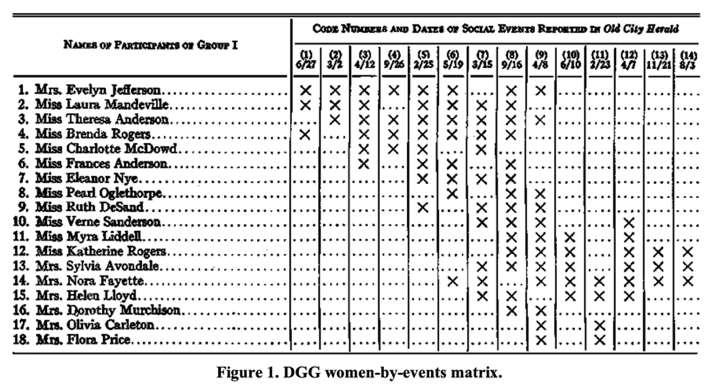 NAMES OF PARTICIPANTS OF GROUP I
CODE NUMBERS AND DATES OF SOCIAL EVENTS REPORTED IN Old City Herald
(1) (2) (3) (4) (5) (6) (7) (8) (9) (10) (11) (12) (13) (14)
6/27 3/2 4/12 9/26 2/25 5/19 3/15 9/16 4/8 6/10 2/23 4/7 11/21 8/3
1. Mrs. Evelyn Jefferson.... × × × × × × .... × × .... .... .... .... ....
2. Miss Laura Mandeville.... × × × .... × × × × .... .... .... .... .... ....
3. Miss Theresa Anderson.... .... × × × × × × × × .... .... .... .... ....
4. Miss Brenda Rogers.... × .... × × × × × × .... .... .... .... .... ....
5. Miss Charlotte McDowd.... .... .... × × × .... × .... .... .... .... .... .... ....
6. Miss Frances Anderson.... .... .... × .... × × .... × .... .... .... .... .... ....
7. Miss Eleanor Nye.... .... .... .... .... × × × × .... .... .... .... .... ....
8. Miss Pearl Oglethorpe.... .... .... .... .... .... × .... × × .... .... .... .... ....
9. Miss Ruth DeSand.... .... .... .... .... × .... × × × .... .... .... .... ....
10. Miss Verne Sanderson.... .... .... .... .... .... .... × × × .... .... × .... ....
11. Miss Myra Liddell.... .... .... .... .... .... .... .... × × × .... × .... ....
12. Miss Katherine Rogers.... .... .... .... .... .... .... .... × × × .... × × ×
13. Mrs. Sylvia Avondale.... .... .... .... .... .... .... × × × × .... × × ×
14. Mrs. Nora Fayette.... .... .... .... .... .... × × .... × × × × × ×
15. Mrs. Helen Lloyd.... .... .... .... .... .... .... × × .... × × × .... ....
16. Mrs. Dorothy Murchison.... .... .... .... .... .... .... .... × × .... .... .... .... ....
17. Mrs. Olivia Carleton.... .... .... .... .... .... .... .... .... × .... × .... .... ....
18. Mrs. Flora Price.... .... .... .... .... .... .... .... .... × .... × .... .... ....
Figure 1. DGG women-by-events matrix.